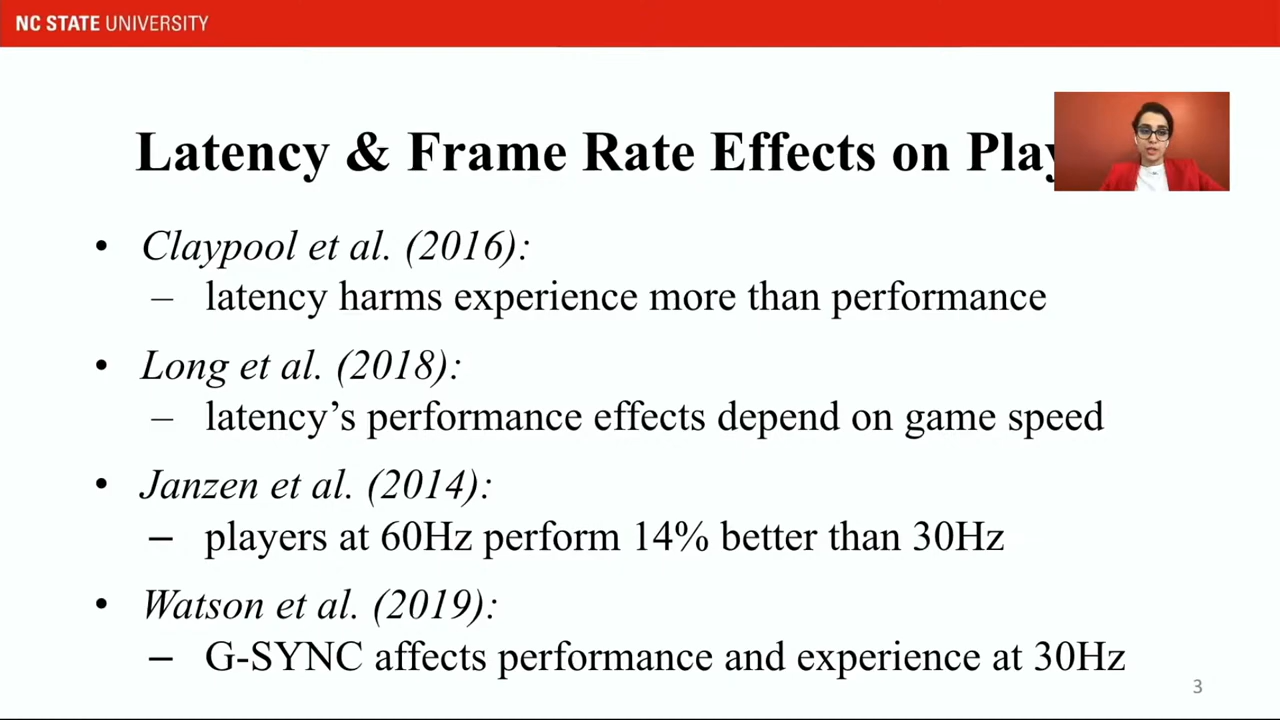 NC STATE UNIVERSITY
Latency & Frame Rate Effects on
• Claypool et al. (2016):
– latency harms experience more than performance
• Long et al. (2018):
– latency’s performance effects depend on game speed
• Janzen et al. (2014):
– players at 60Hz perform 14% better than 30Hz
• Watson et al. (2019):
– G-SYNC affects performance and experience at 30Hz
3